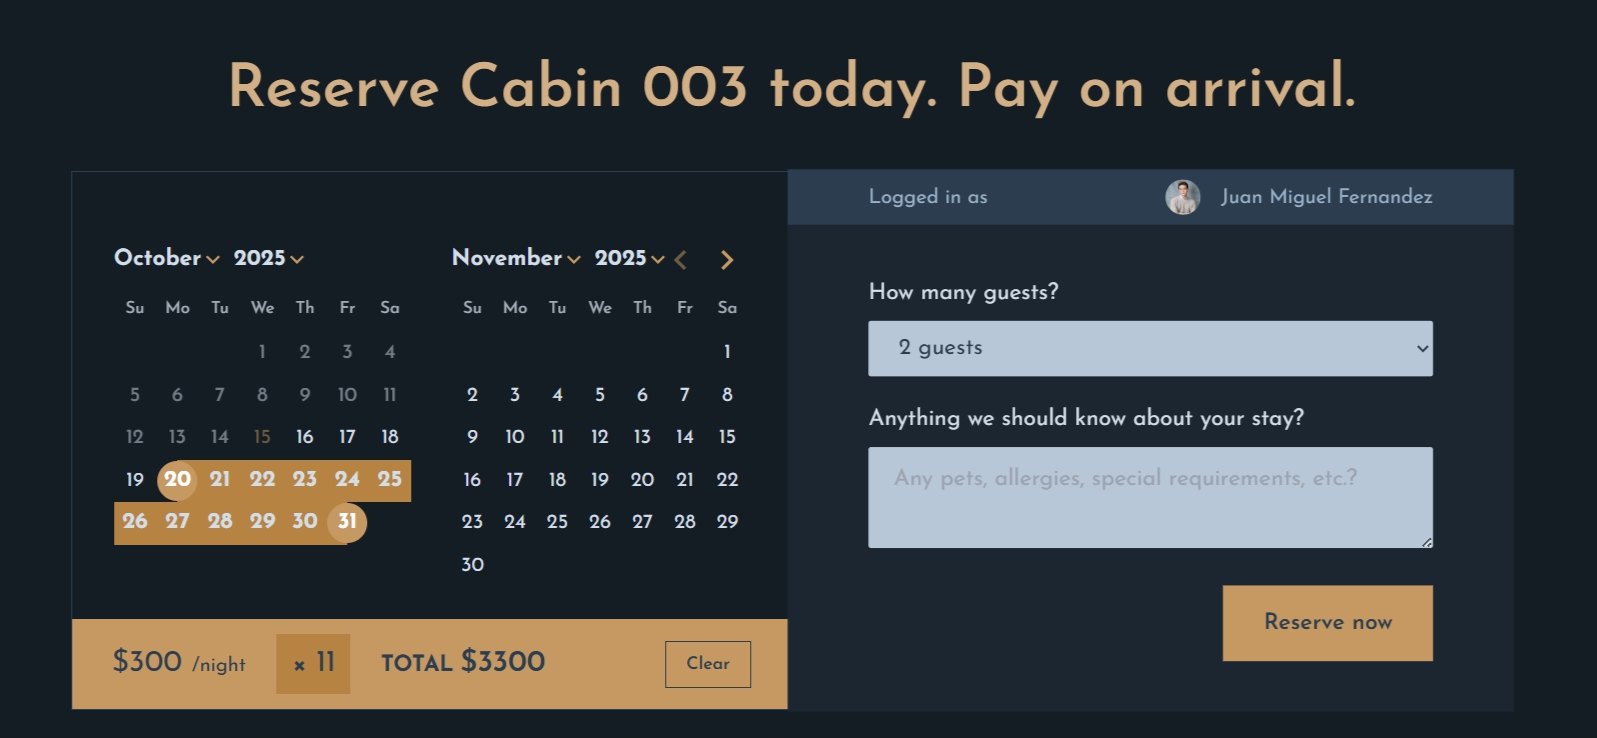 Reserve Cabin 003 today. Pay on arrival.
Logged in as Juan Miguel Fernandez
October 2025
Su Mo Tu We Th Fr Sa
1 2 3 4
5 6 7 8 9 10 11
12 13 14 15 16 17 18
19 20 21 22 23 24 25
26 27 28 29 30 31
November 2025
Su Mo Tu We Th Fr Sa
1
2 3 4 5 6 7 8
9 10 11 12 13 14 15
16 17 18 19 20 21 22
23 24 25 26 27 28 29
30
$300 /night × 11 TOTAL $3300 Clear
How many guests?
2 guests
Anything we should know about your stay?
Any pets, allergies, special requirements, etc.?
Reserve now